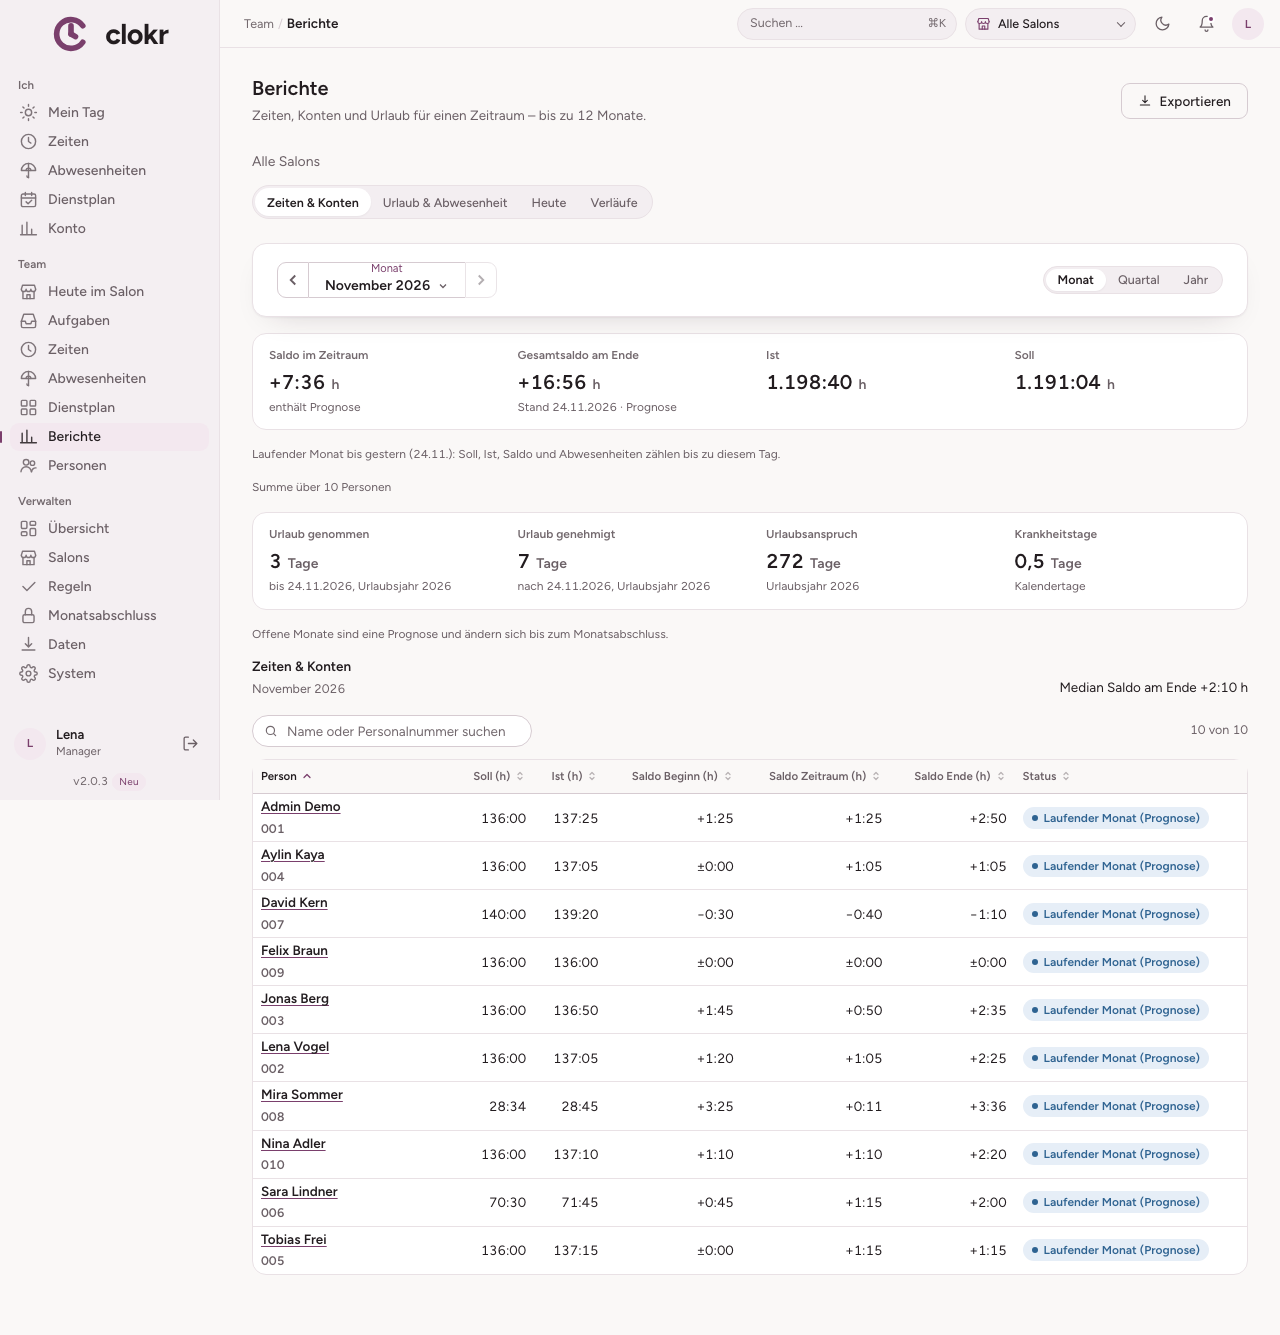 clokr
Team / Berichte
Suchen ...
⌘K
Alle Salons
L
Ich
Mein Tag
Zeiten
Abwesenheiten
Dienstplan
Konto
Team
Heute im Salon
Aufgaben
Zeiten
Abwesenheiten
Dienstplan
Berichte
Personen
Verwalten
Übersicht
Salons
Regeln
Monatsabschluss
Daten
System
L
Lena
Manager
v2.0.3 Neu
Berichte
Zeiten, Konten und Urlaub für einen Zeitraum – bis zu 12 Monate.
Exportieren
Alle Salons
Zeiten & Konten Urlaub & Abwesenheit Heute Verläufe
Monat
November 2026
Monat Quartal Jahr
Saldo im Zeitraum Gesamtsaldo am Ende Ist Soll
+7:36 h +16:56 h 1.198:40 h 1.191:04 h
enthält Prognose Stand 24.11.2026 · Prognose
Laufender Monat bis gestern (24.11.): Soll, Ist, Saldo und Abwesenheiten zählen bis zu diesem Tag.
Summe über 10 Personen
Urlaub genommen Urlaub genehmigt Urlaubsanspruch Krankheitstage
3 Tage 7 Tage 272 Tage 0,5 Tage
bis 24.11.2026, Urlaubsjahr 2026 nach 24.11.2026, Urlaubsjahr 2026 Urlaubsjahr 2026 Kalendertage
Offene Monate sind eine Prognose und ändern sich bis zum Monatsabschluss.
Zeiten & Konten
November 2026
Median Saldo am Ende +2:10 h
Name oder Personalnummer suchen
10 von 10
Person Soll (h) Ist (h) Saldo Beginn (h) Saldo Zeitraum (h) Saldo Ende (h) Status
Admin Demo
001 136:00 137:25 +1:25 +1:25 +2:50 Laufender Monat (Prognose)
Aylin Kaya
004 136:00 137:05 ±0:00 +1:05 +1:05 Laufender Monat (Prognose)
David Kern
007 140:00 139:20 −0:30 −0:40 −1:10 Laufender Monat (Prognose)
Felix Braun
009 136:00 136:00 ±0:00 ±0:00 ±0:00 Laufender Monat (Prognose)
Jonas Berg
003 136:00 136:50 +1:45 +0:50 +2:35 Laufender Monat (Prognose)
Lena Vogel
002 136:00 137:05 +1:20 +1:05 +2:25 Laufender Monat (Prognose)
Mira Sommer
008 28:34 28:45 +3:25 +0:11 +3:36 Laufender Monat (Prognose)
Nina Adler
010 136:00 137:10 +1:10 +1:10 +2:20 Laufender Monat (Prognose)
Sara Lindner
006 70:30 71:45 +0:45 +1:15 +2:00 Laufender Monat (Prognose)
Tobias Frei
005 136:00 137:15 ±0:00 +1:15 +1:15 Laufender Monat (Prognose)